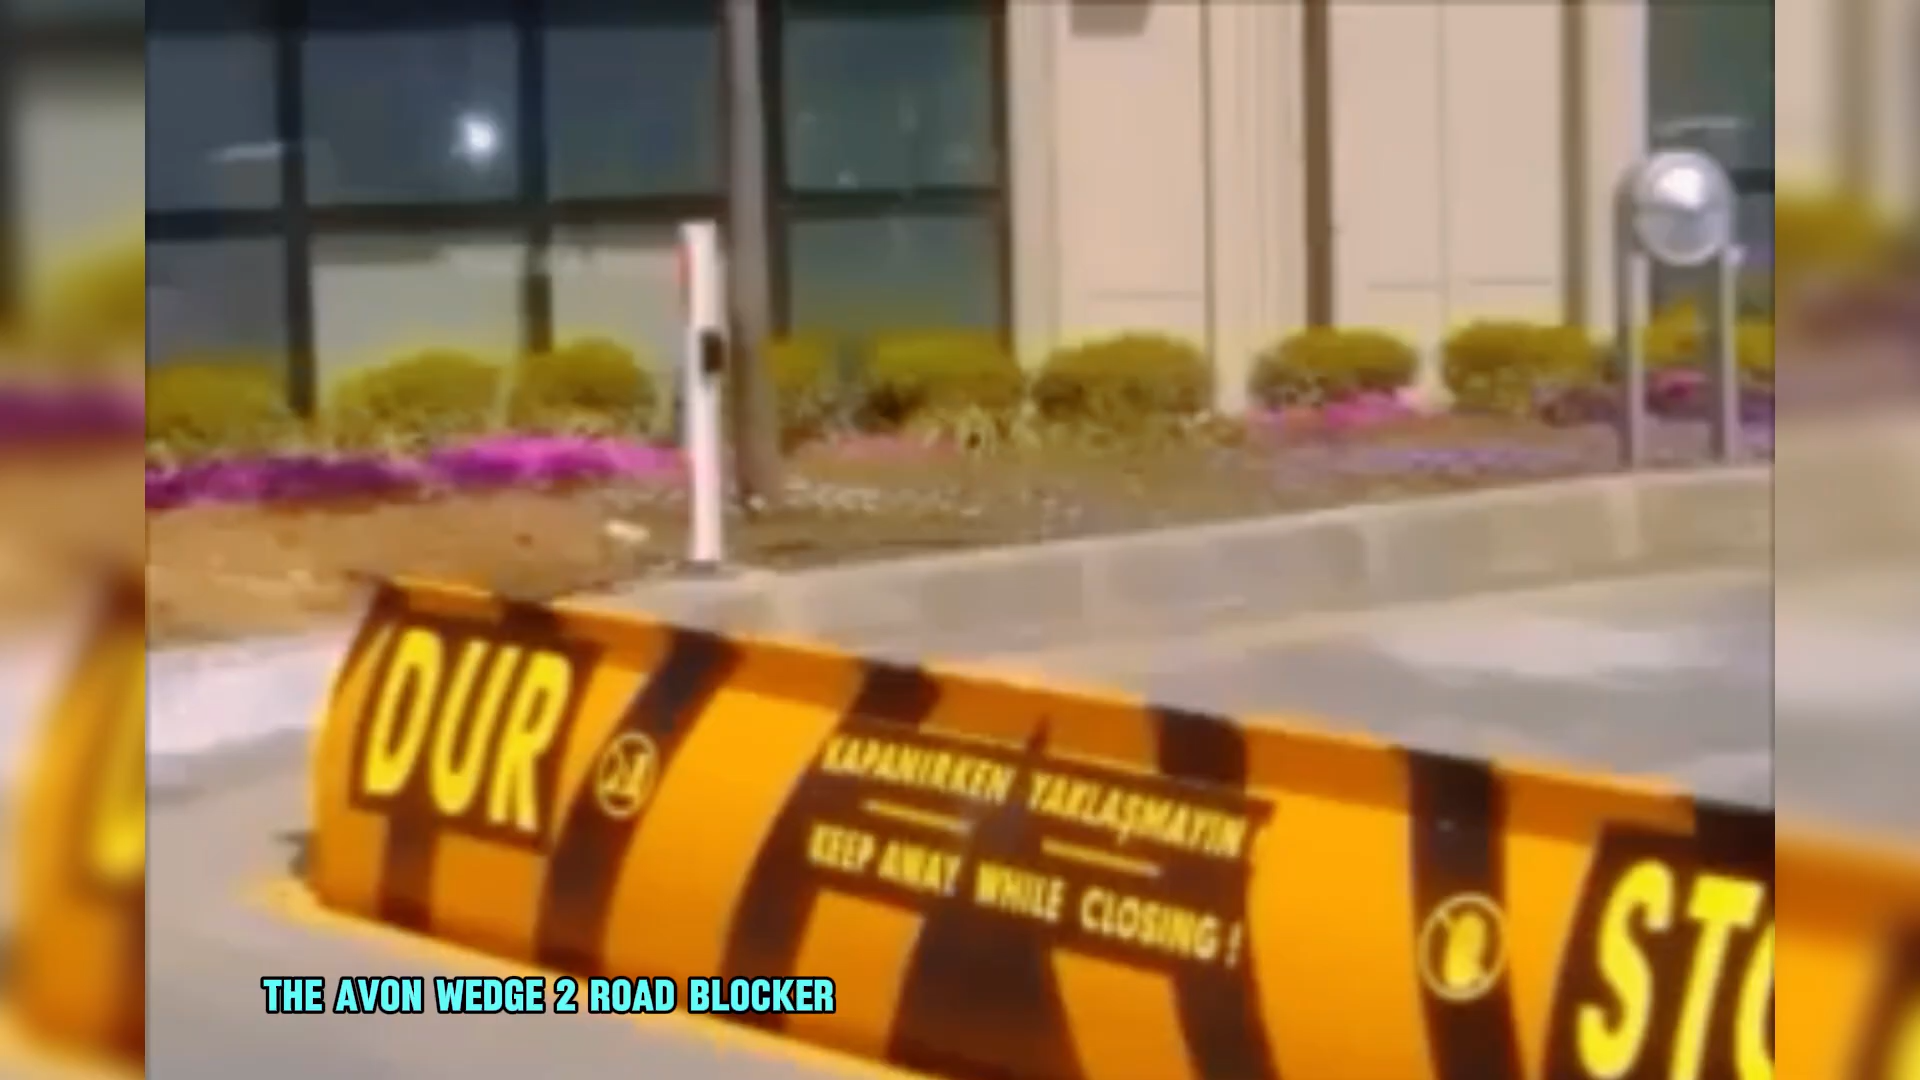 DUR
KAPANIRKEN YAKLAŞMAYIN
KEEP AWAY WHILE CLOSING !
STO
THE AVON WEDGE 2 ROAD BLOCKER